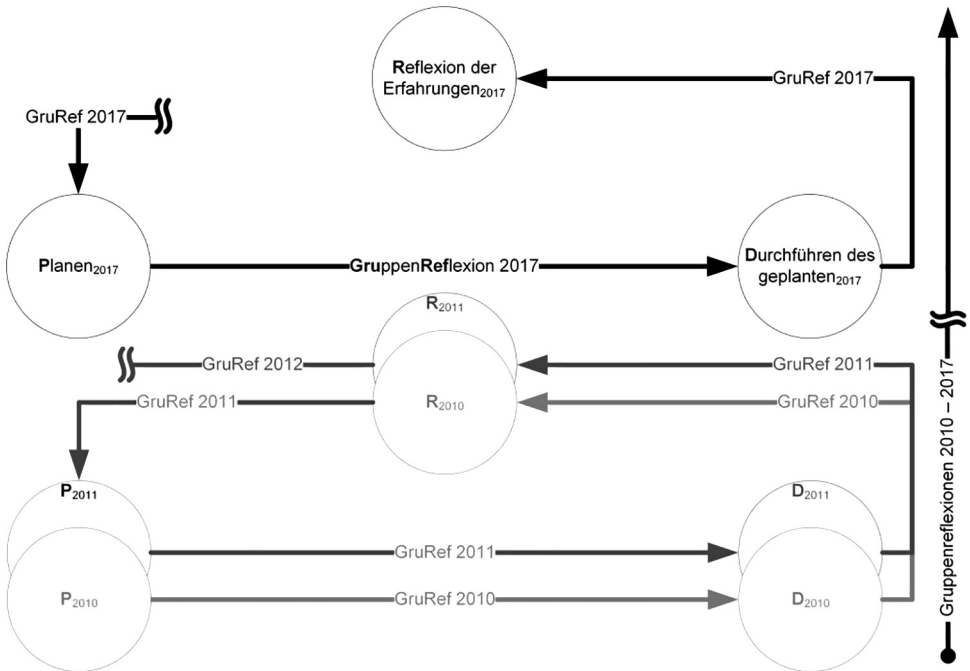 Reflexion der
Erfahrungen2017
GruRef 2017
GruRef 2017
Planen2017
GruppenReflexion 2017
Durchführen des
geplanten2017
R2011
GruRef 2012
GruRef 2011
GruRef 2011
R2010
GruRef 2010
P2011
D2011
GruRef 2011
P2010
GruRef 2010
D2010
Gruppenreflexionen 2010 – 2017